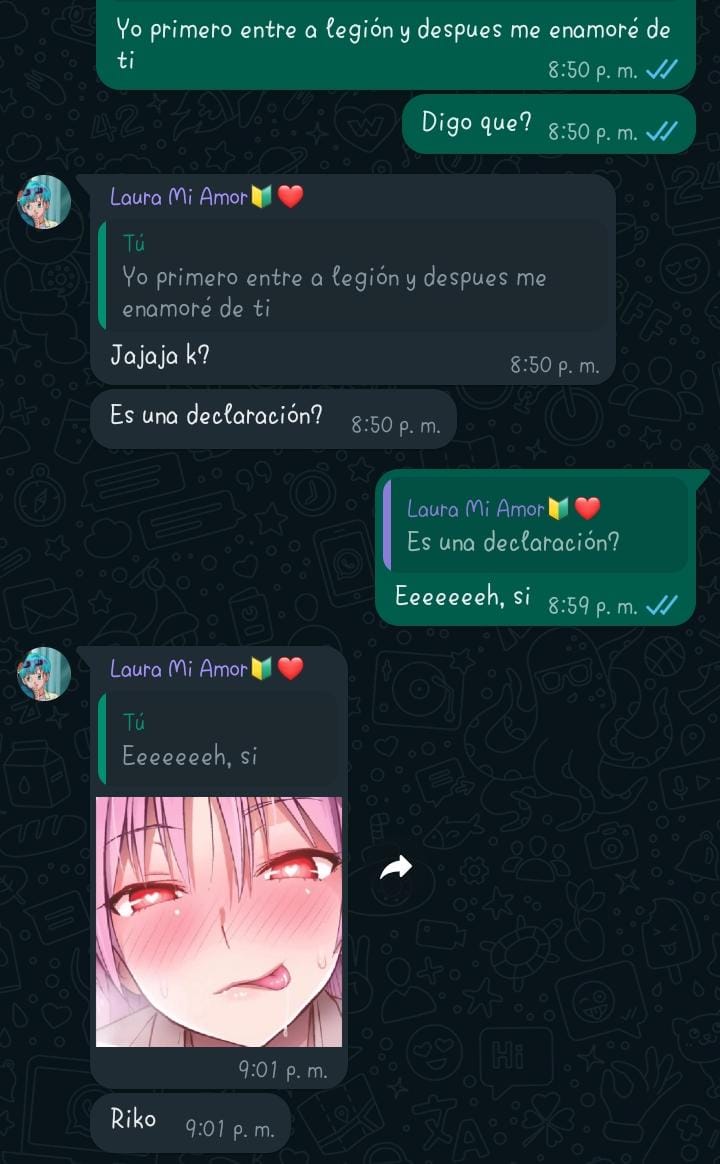 Yo primero entre a legión y despues me enamoré de
ti
8:50 p. m.
Digo que? 8:50 p. m.
Laura Mi Amor🔰❤️
Tú
Yo primero entre a legión y despues me
enamoré de ti
Jajaja k? 8:50 p. m.
Es una declaración? 8:50 p. m.
Laura Mi Amor🔰❤️
Es una declaración?
Eeeeeeeh, si 8:59 p. m.
Laura Mi Amor🔰❤️
Tú
Eeeeeeeh, si
9:01 p. m.
Riko 9:01 p. m.